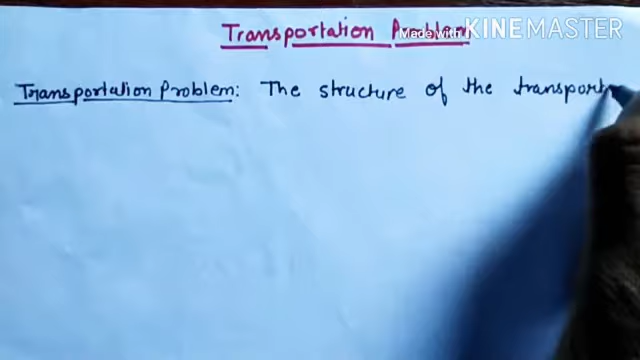 Transportation Problem
Made with KINEMASTER
Transportation Problem: The structure of the transport